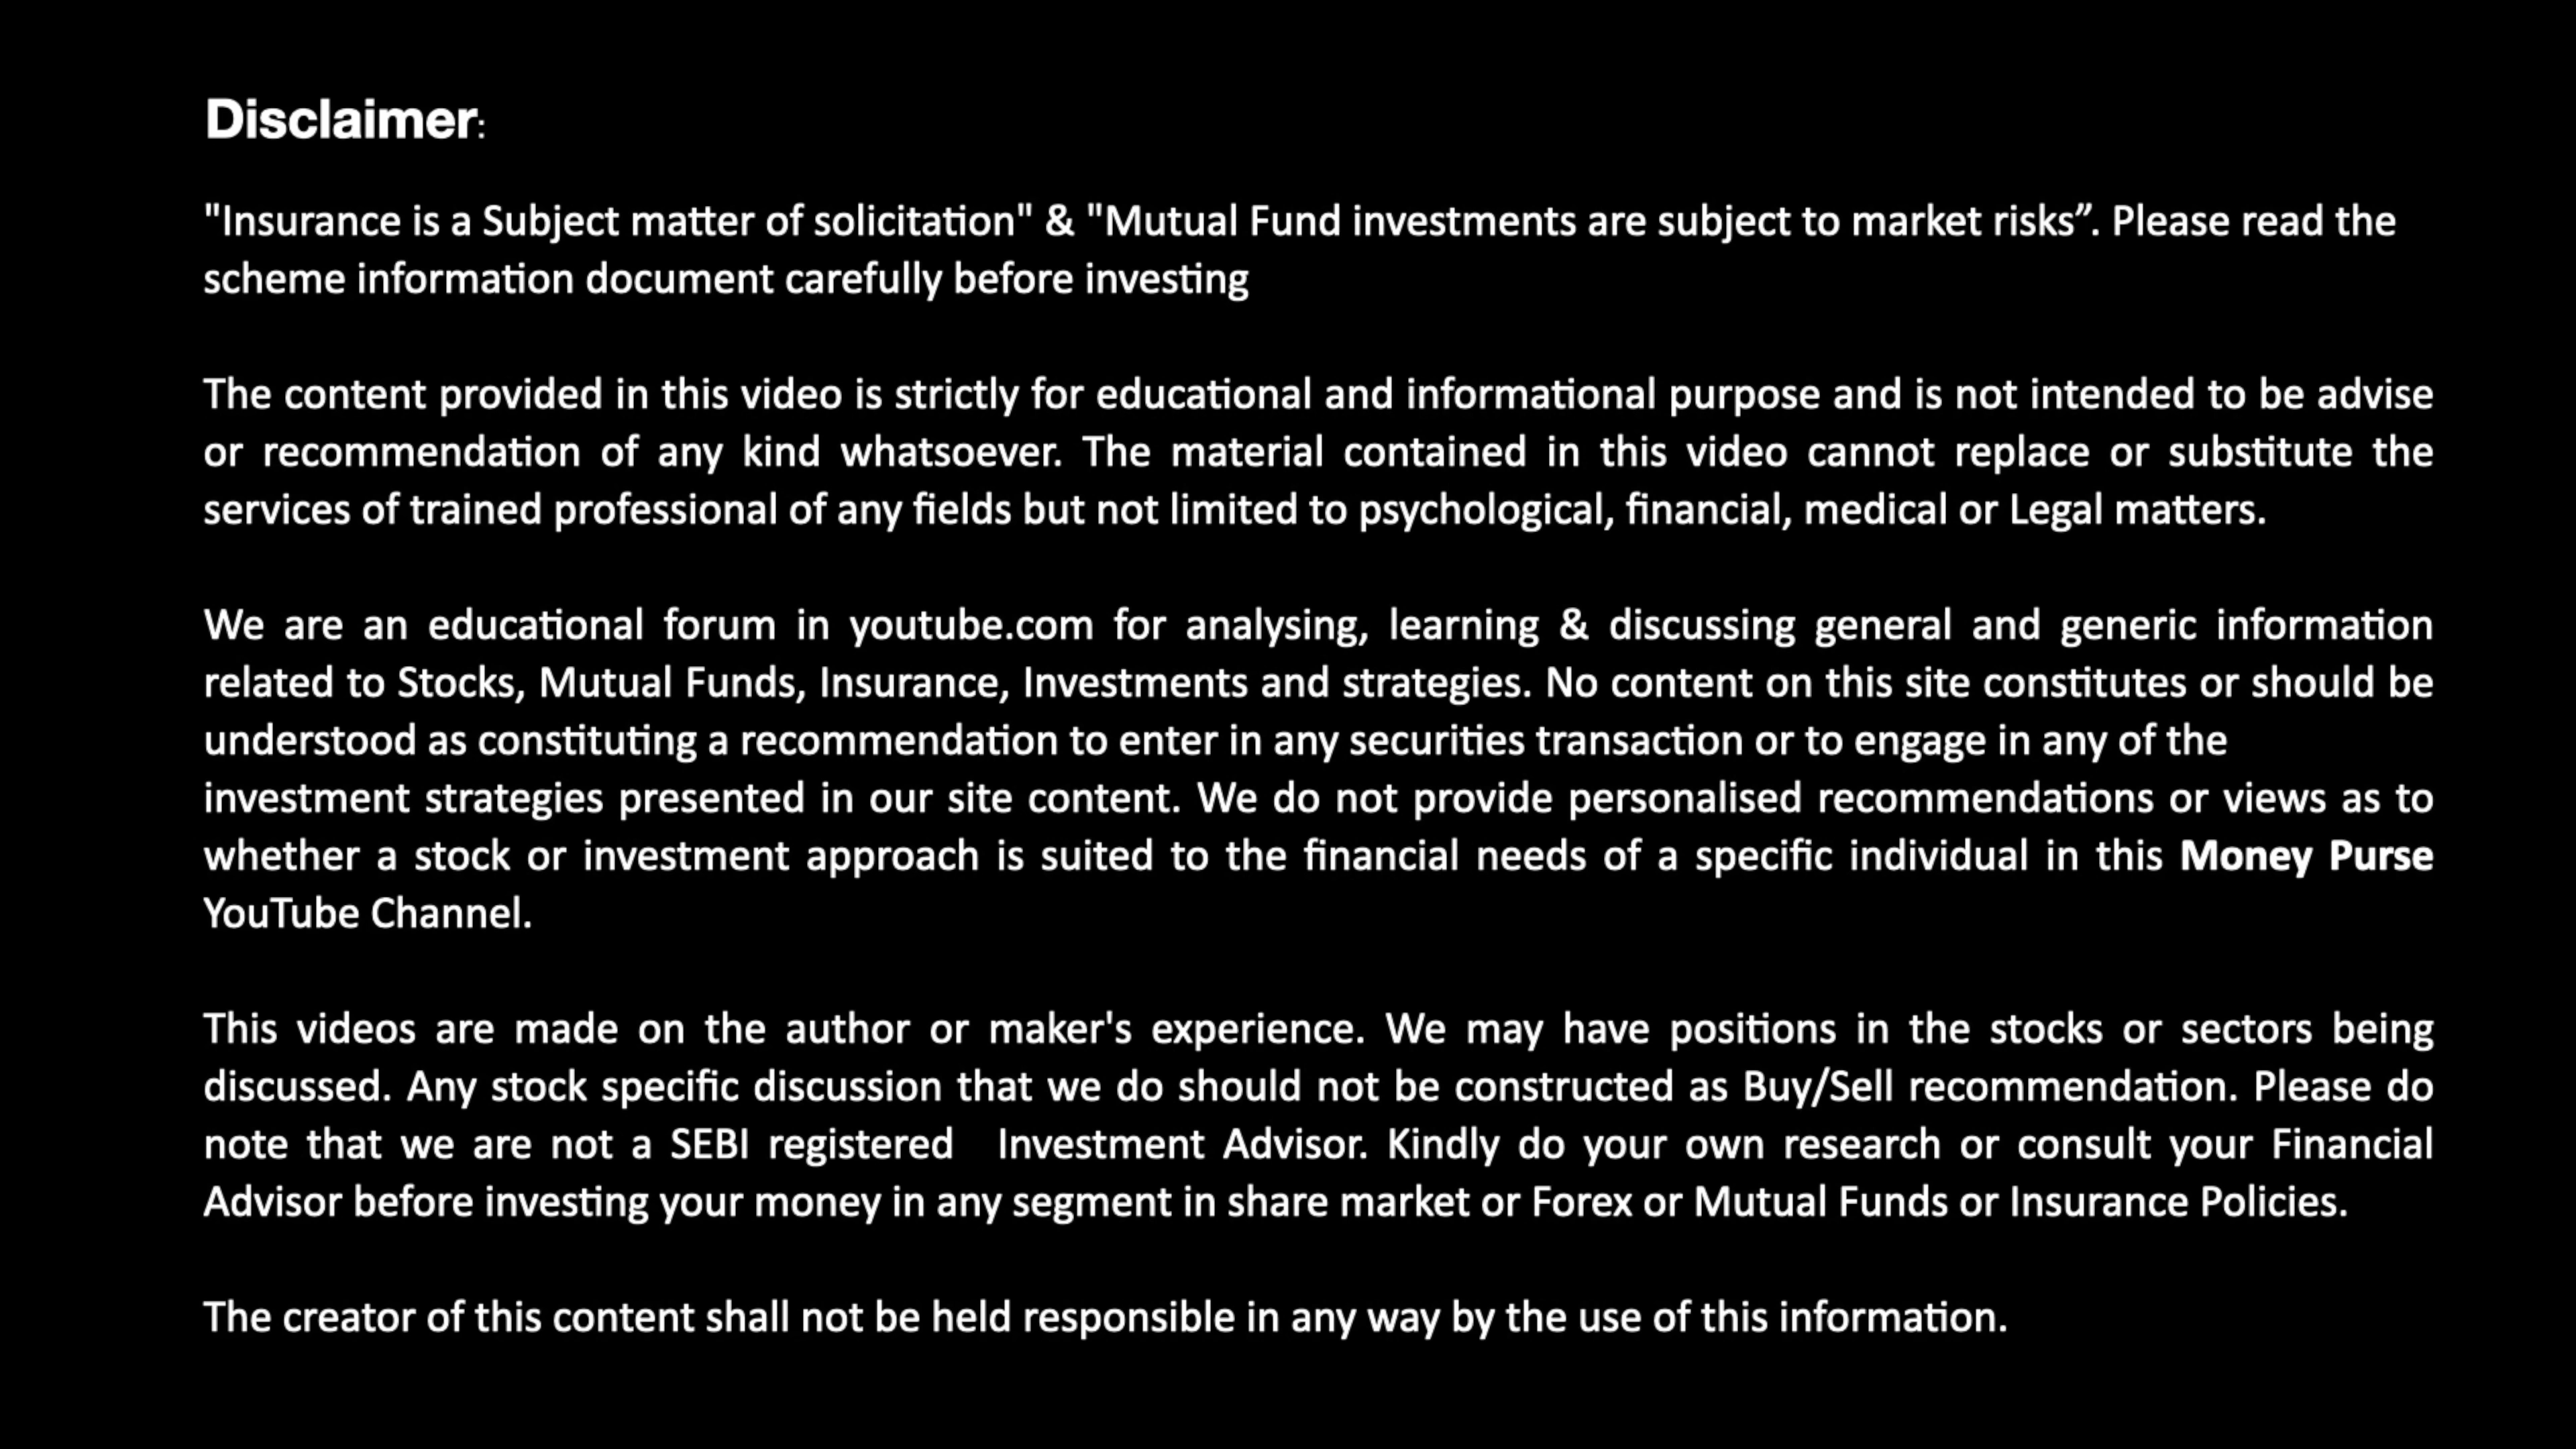 Disclaimer:
"Insurance is a Subject matter of solicitation" & "Mutual Fund investments are subject to market risks”. Please read the
scheme information document carefully before investing
The content provided in this video is strictly for educational and informational purpose and is not intended to be advise
or recommendation of any kind whatsoever. The material contained in this video cannot replace or substitute the
services of trained professional of any fields but not limited to psychological, financial, medical or Legal matters.
We are an educational forum in youtube.com for analysing, learning & discussing general and generic information
related to Stocks, Mutual Funds, Insurance, Investments and strategies. No content on this site constitutes or should be
understood as constituting a recommendation to enter in any securities transaction or to engage in any of the
investment strategies presented in our site content. We do not provide personalised recommendations or views as to
whether a stock or investment approach is suited to the financial needs of a specific individual in this Money Purse
YouTube Channel.
This videos are made on the author or maker's experience. We may have positions in the stocks or sectors being
discussed. Any stock specific discussion that we do should not be constructed as Buy/Sell recommendation. Please do
note that we are not a SEBI registered  Investment Advisor. Kindly do your own research or consult your Financial
Advisor before investing your money in any segment in share market or Forex or Mutual Funds or Insurance Policies.
The creator of this content shall not be held responsible in any way by the use of this information.